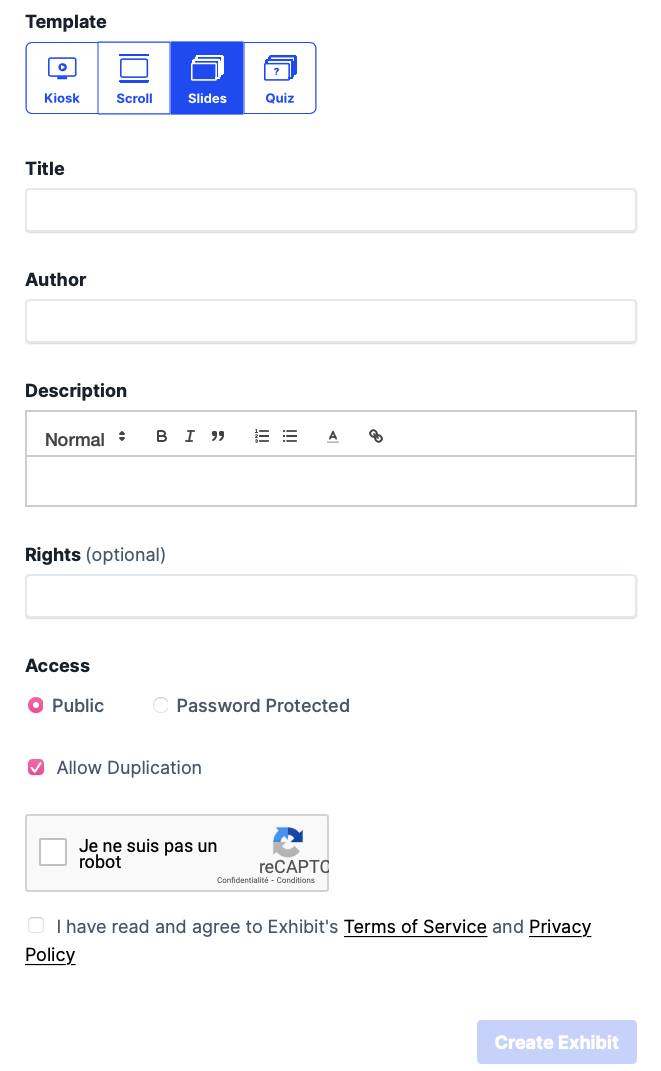 Template
Kiosk Scroll Slides Quiz
Title
Author
Description
Normal B I ” A
Rights (optional)
Access
Public Password Protected
Allow Duplication
Je ne suis pas un
robot
reCAPTC
Confidentialité - Conditions
I have read and agree to Exhibit's Terms of Service and Privacy
Policy
Create Exhibit